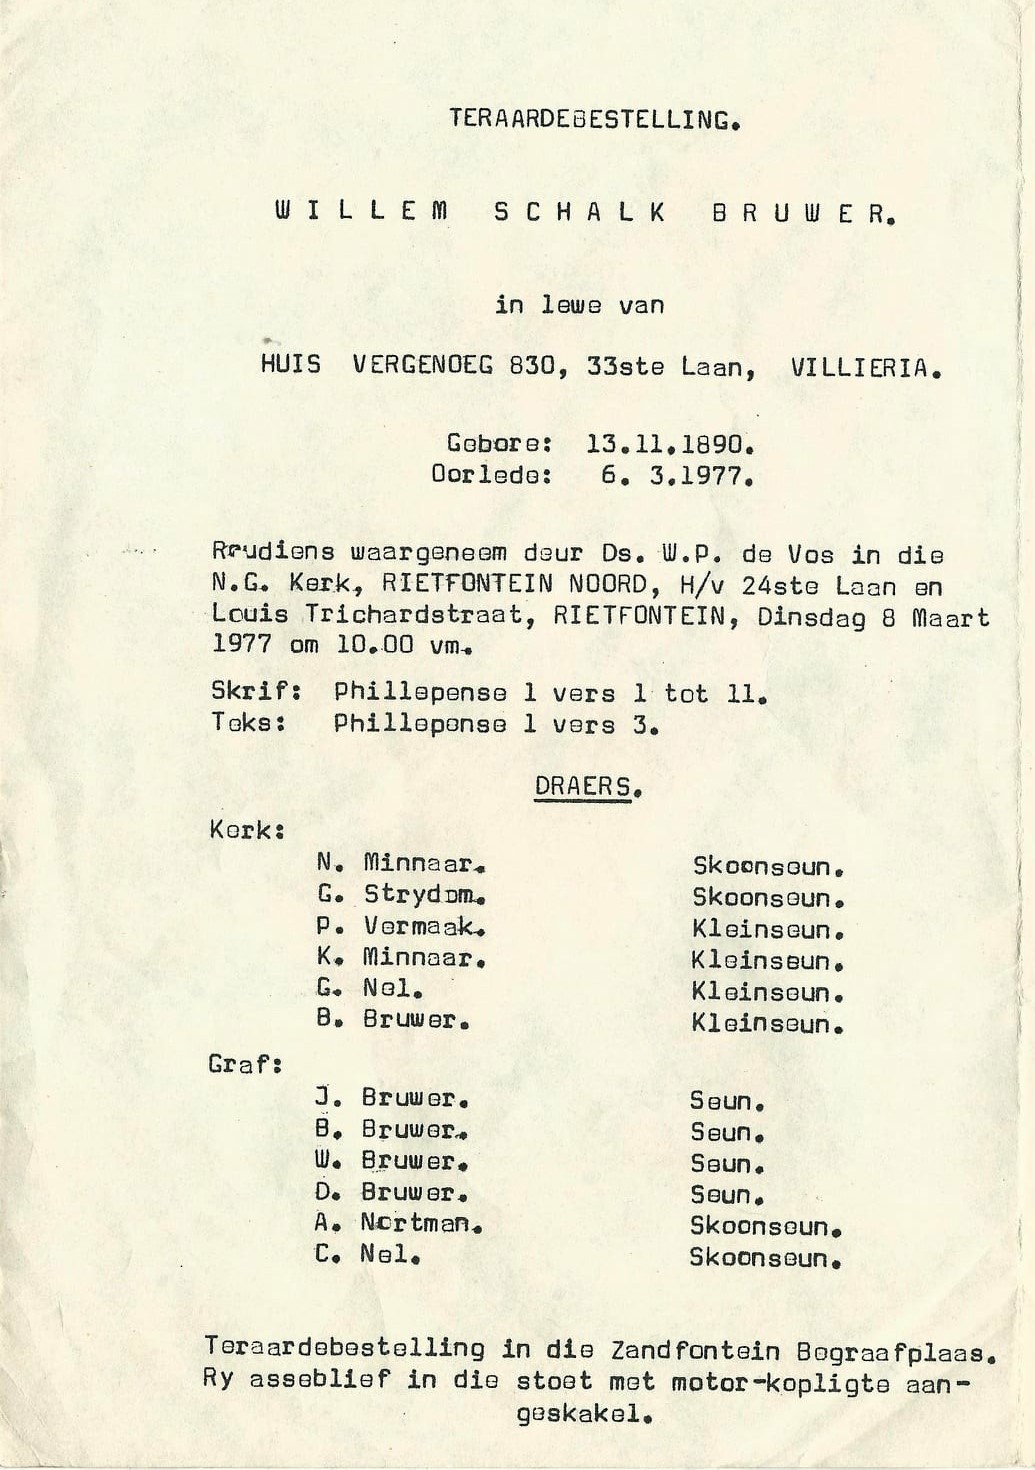 TERAARDEBESTELLING.
WILLEM SCHALK BRUWER.
in lewe van
HUIS VERGENOEG 830, 33ste Laan, VILLIERIA.
Gebore: 13.11.1890.
Oorlede: 6. 3.1977.
Roudiens waargeneem deur Ds. W.P. de Vos in die
N.G. Kerk, RIETFONTEIN NOORD, H/v 24ste Laan en
Louis Trichardstraat, RIETFONTEIN, Dinsdag 8 Maart
1977 om 10.00 vm.
Skrif: Phillepense 1 vers 1 tot 11.
Teks: Phillepense 1 vers 3.
DRAERS.
Kerk:
N. Minnaar. Skoonseun.
G. Strydom. Skoonseun.
P. Vermaak. Kleinseun.
K. Minnaar. Kleinseun.
G. Nel. Kleinseun.
B. Bruwer. Kleinseun.
Graf:
J. Bruwer. Seun.
B. Bruwer. Seun.
W. Bruwer. Seun.
D. Bruwer. Seun.
A. Nortman. Skoonseun.
C. Nel. Skoonseun.
Teraardebestelling in die Zandfontein Begraafplaas.
Ry asseblief in die stoet met motor-kopligte aan-
geskakel.